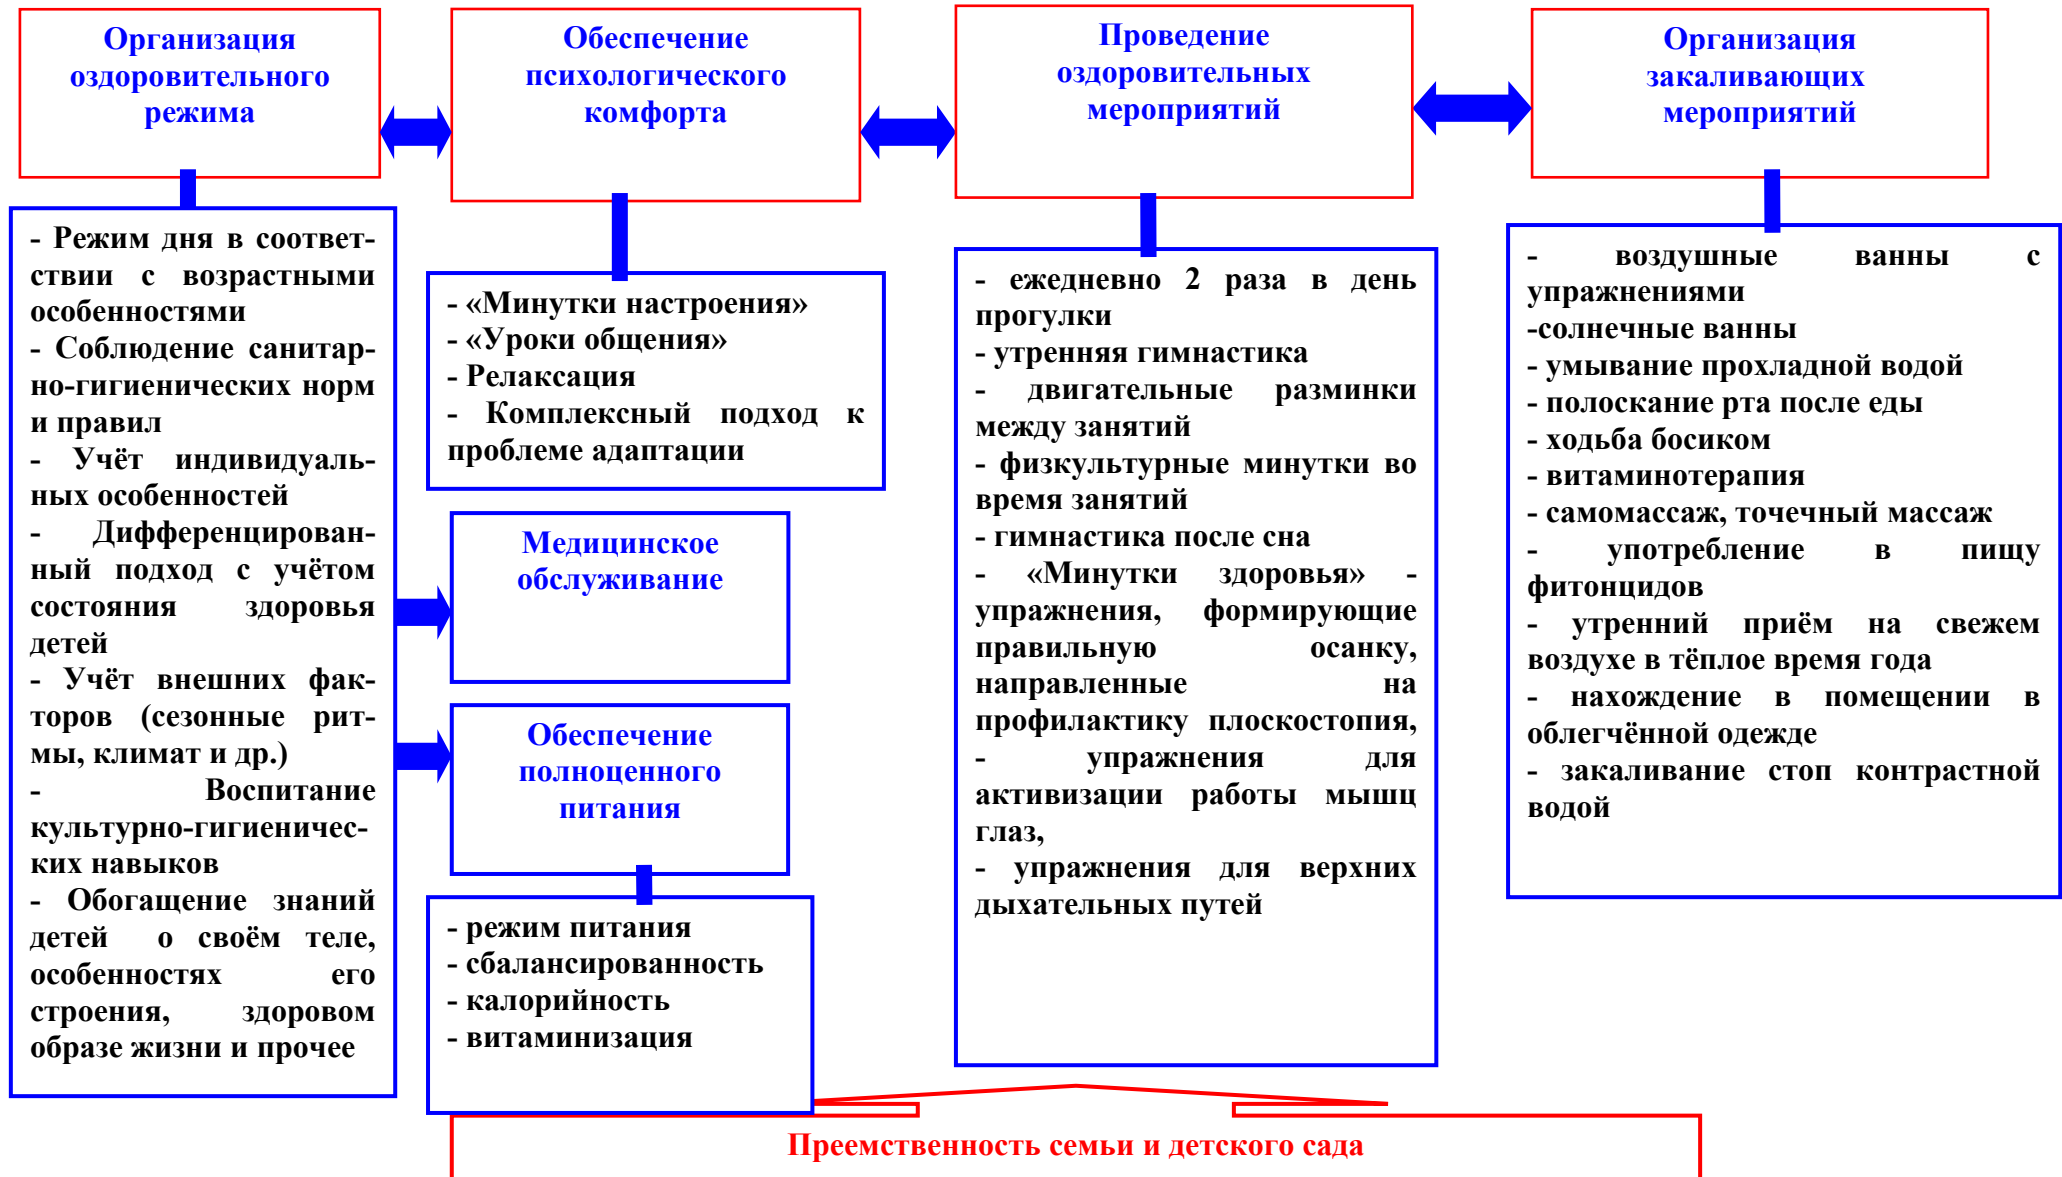 Организация
оздоровительного
режима
Обеспечение
психологического
комфорта
Проведение
оздоровительных
мероприятий
Организация
закаливающих
мероприятий
- Режим дня в соответ-
ствии с возрастными
особенностями
- Соблюдение санитар-
но-гигиенических норм
и правил
- Учёт индивидуаль-
ных особенностей
- Дифференцирован-
ный подход с учётом
состояния здоровья
детей
- Учёт внешних фак-
торов (сезонные рит-
мы, климат и др.)
- Воспитание
культурно-гигиеничес-
ких навыков
- Обогащение знаний
детей о своём теле,
особенностях его
строения, здоровом
образе жизни и прочее
- «Минутки настроения»
- «Уроки общения»
- Релаксация
- Комплексный подход к
проблеме адаптации
Медицинское
обслуживание
Обеспечение
полноценного
питания
- режим питания
- сбалансированность
- калорийность
- витаминизация
- ежедневно 2 раза в день
прогулки
- утренняя гимнастика
- двигательные разминки
между занятий
- физкультурные минутки во
время занятий
- гимнастика после сна
- «Минутки здоровья» -
упражнения, формирующие
правильную осанку,
направленные на
профилактику плоскостопия,
- упражнения для
активизации работы мышц
глаз,
- упражнения для верхних
дыхательных путей
- воздушные ванны с
упражнениями
-солнечные ванны
- умывание прохладной водой
- полоскание рта после еды
- ходьба босиком
- витаминотерапия
- самомассаж, точечный массаж
- употребление в пищу
фитонцидов
- утренний приём на свежем
воздухе в тёплое время года
- нахождение в помещении в
облегчённой одежде
- закаливание стоп контрастной
водой
Преемственность семьи и детского сада